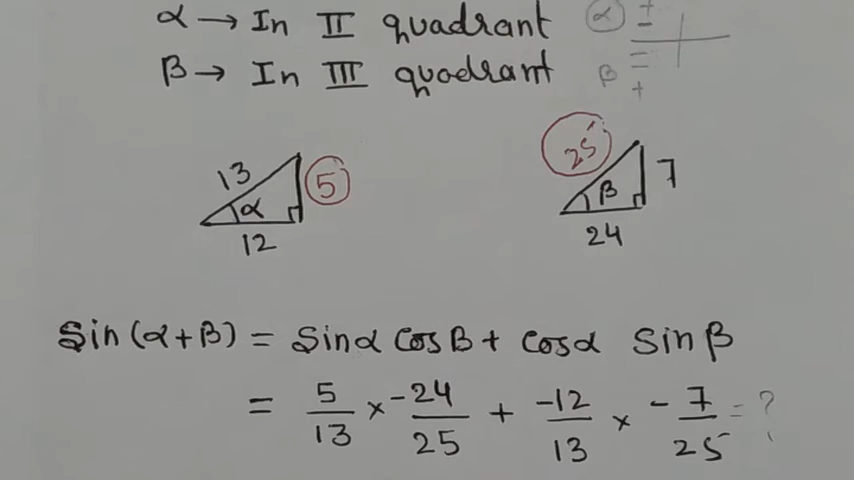 α → In II quadrant α + -
β → In III quadrant β - +
13 α 5 12
25 β 7 24
Sin(α+β) = Sinα CosB + Cosα Sinβ
= 5/13 × -24/25 + -12/13 × -7/25 = ?